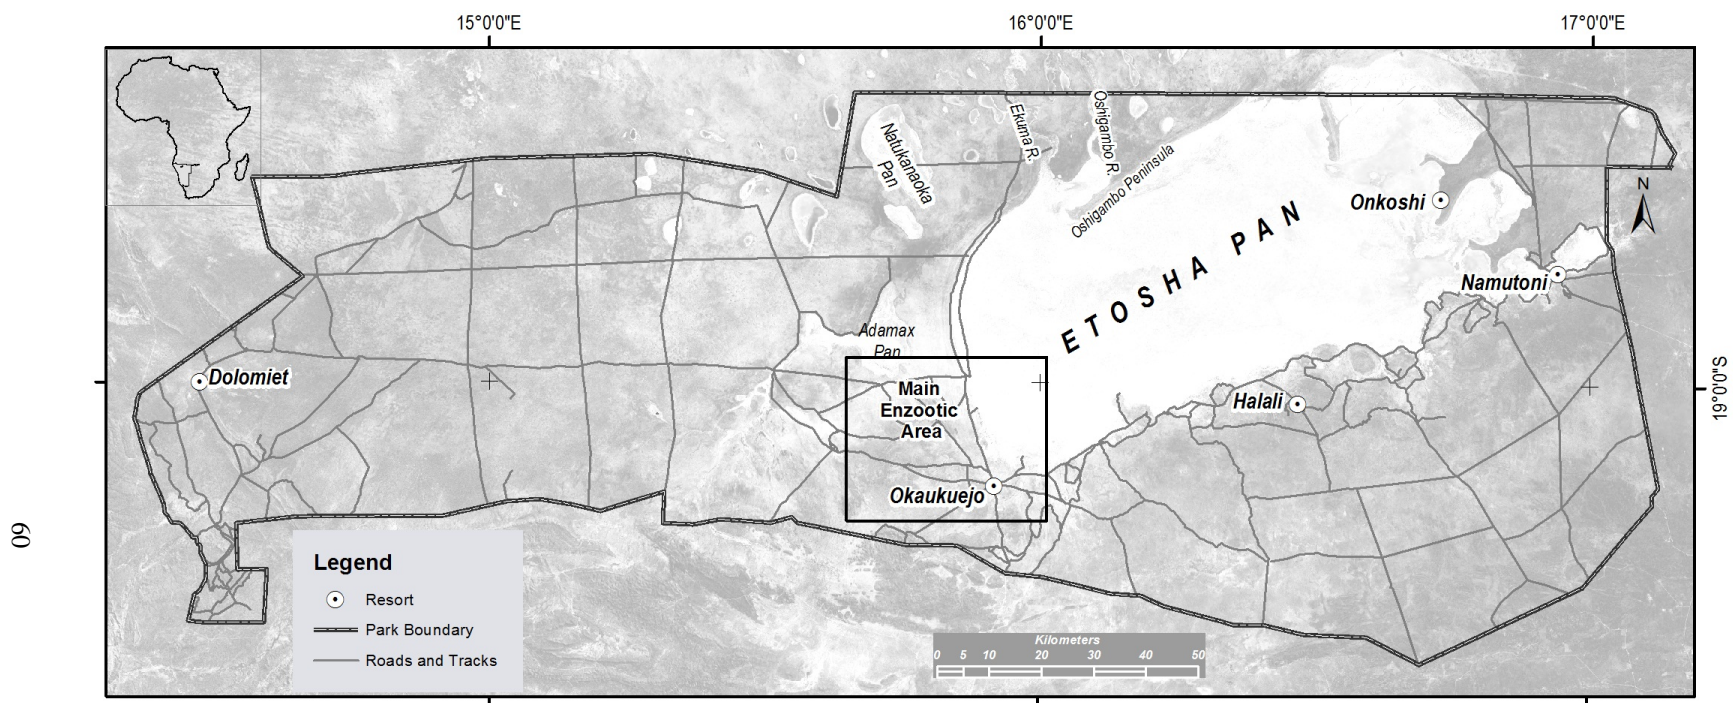 15°0'0"E
16°0'0"E
17°0'0"E
Natukanaoka
Pan
Ekuma R.
Oshigambo R.
Oshigambo Peninsula
ETOSHA PAN
Onkoshi
N
Namutoni
Adamax
Pan
Dolomiet
Main
Enzootic
Area
Halali
19°0'0"S
Okaukuejo
60
Legend
Resort
Park Boundary
Roads and Tracks
Kilometers
0 5 10 20 30 40 50